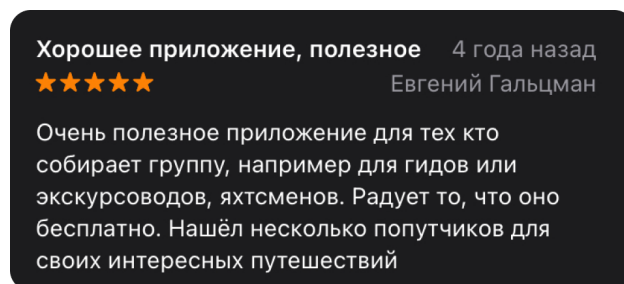 Хорошее приложение, полезное 4 года назад
Евгений Гальцман
Очень полезное приложение для тех кто
собирает группу, например для гидов или
экскурсоводов, яхтсменов. Радует то, что оно
бесплатно. Нашёл несколько попутчиков для
своих интересных путешествий